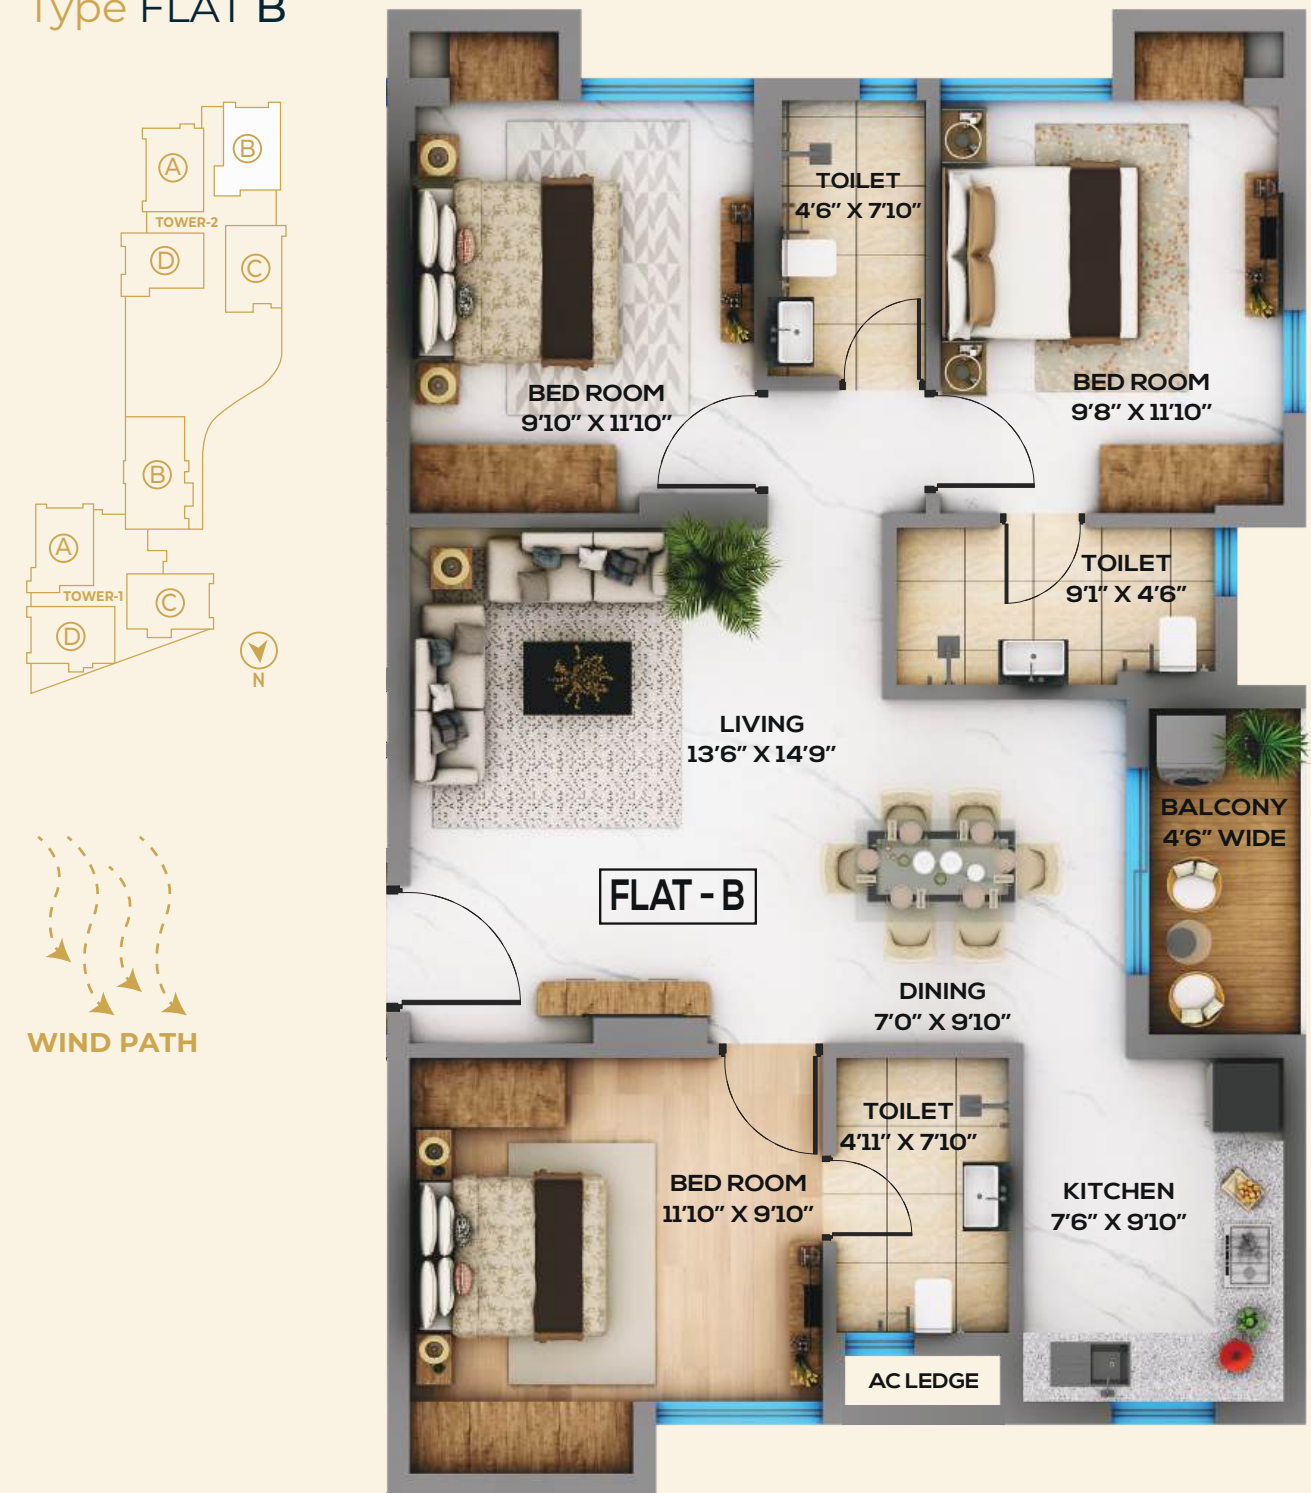 Type FLAT B
A
B
TOWER-2
D
C
B
A
TOWER-1
C
D
N
WIND PATH
TOILET
4'6" X 7'10"
BED ROOM
9'10" X 11'10"
BED ROOM
9'8" X 11'10"
TOILET
9'1" X 4'6"
LIVING
13'6" X 14'9"
BALCONY
4'6" WIDE
FLAT - B
DINING
7'0" X 9'10"
TOILET
4'11" X 7'10"
BED ROOM
11'10" X 9'10"
KITCHEN
7'6" X 9'10"
AC LEDGE